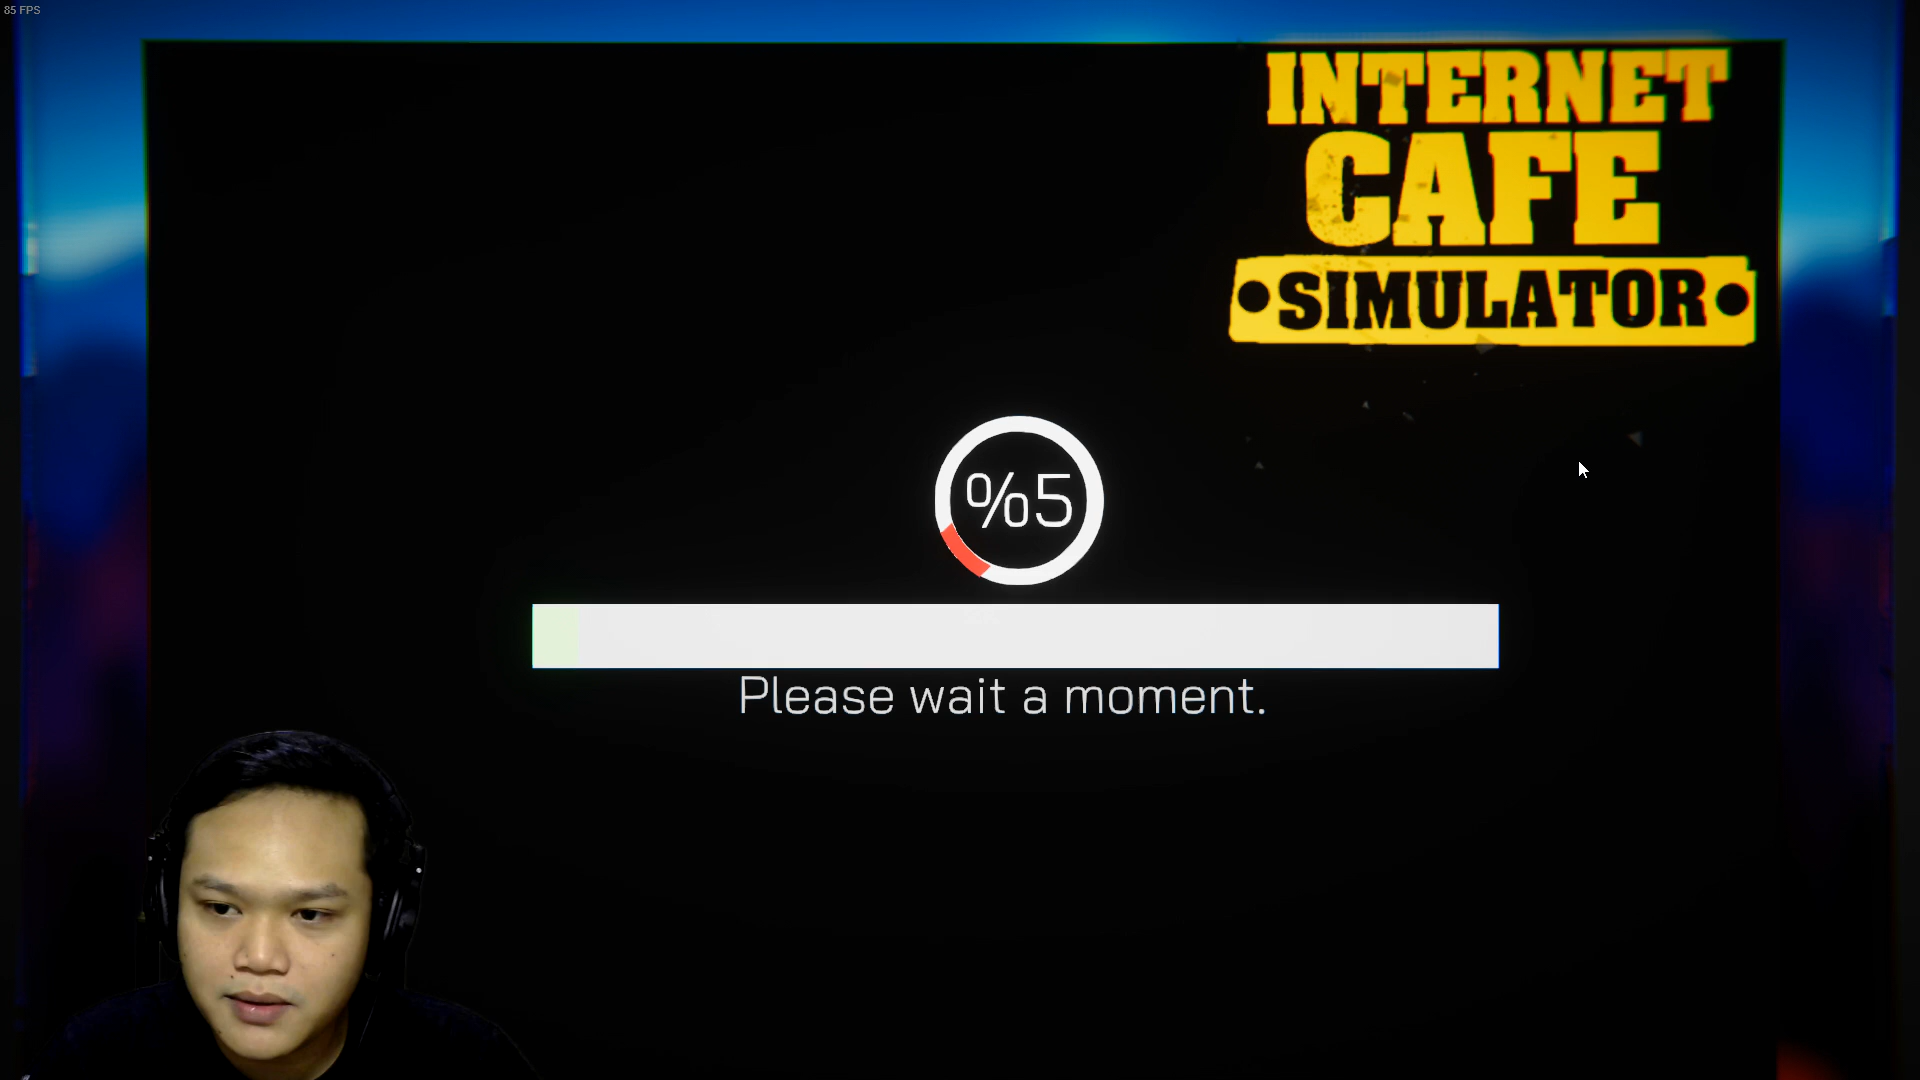 85 FPS
INTERNET
CAFE
SIMULATOR
%5
Please wait a moment.